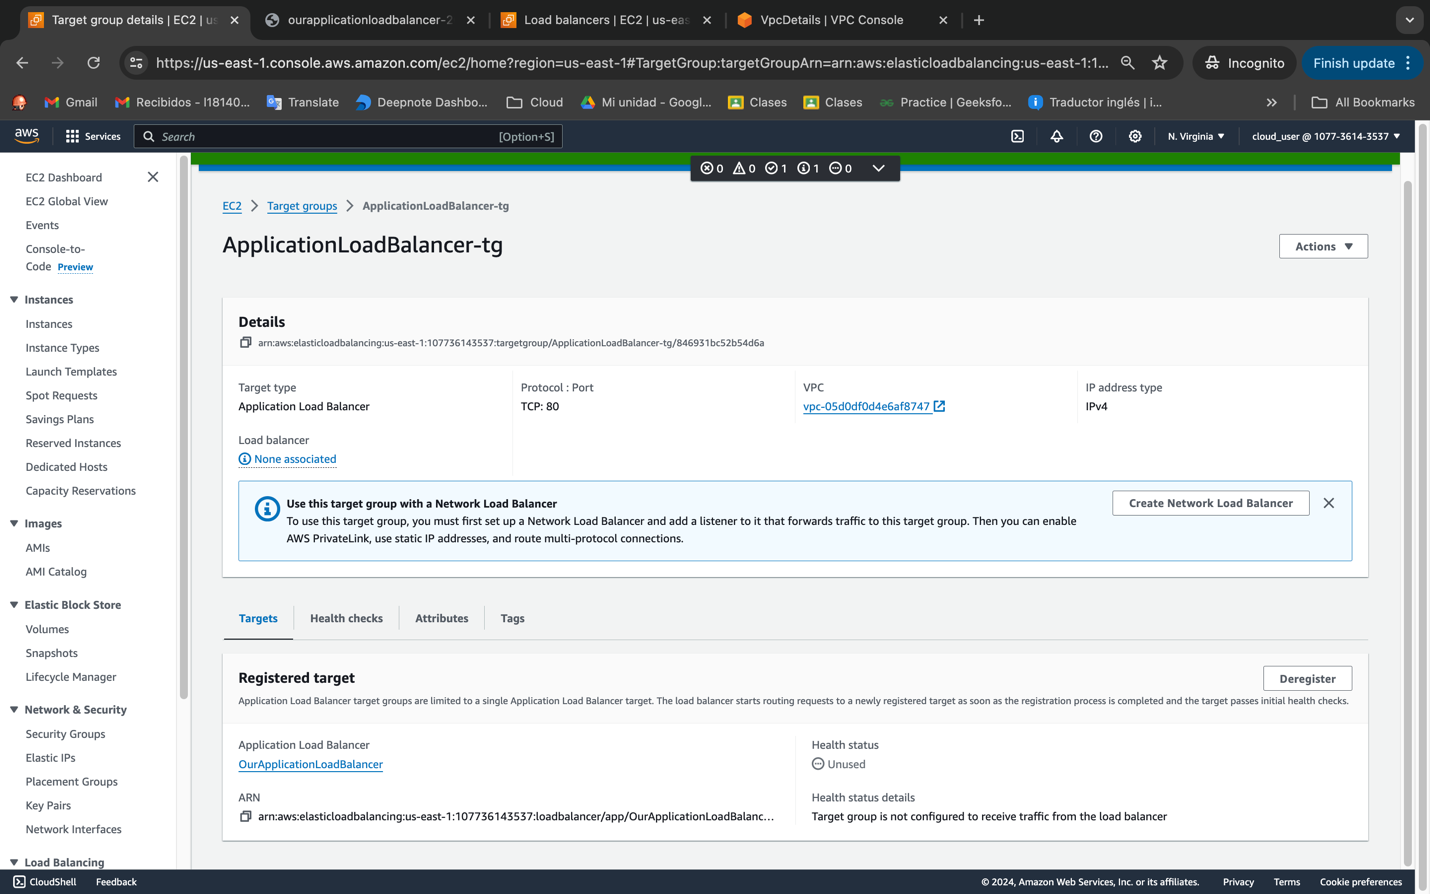 Target group details | EC2 | us
ourapplicationloadbalancer-2
Load balancers | EC2 | us-eas
VpcDetails | VPC Console
https://us-east-1.console.aws.amazon.com/ec2/home?region=us-east-1#TargetGroup:targetGroupArn=arn:aws:elasticloadbalancing:us-east-1:1...
Incognito
Finish update
Gmail
Recibidos - l18140...
Translate
Deepnote Dashbo...
Cloud
Mi unidad - Googl...
Clases
Clases
Practice | Geeksfo...
Traductor inglés | i...
All Bookmarks
aws
Services
Search
[Option+S]
N. Virginia
cloud_user @ 1077-3614-3537
0 0 1 1 0
EC2 Dashboard
EC2 Global View
Events
Console-to-
Code Preview
Instances
Instances
Instance Types
Launch Templates
Spot Requests
Savings Plans
Reserved Instances
Dedicated Hosts
Capacity Reservations
Images
AMIs
AMI Catalog
Elastic Block Store
Volumes
Snapshots
Lifecycle Manager
Network & Security
Security Groups
Elastic IPs
Placement Groups
Key Pairs
Network Interfaces
Load Balancing
EC2 > Target groups > ApplicationLoadBalancer-tg
ApplicationLoadBalancer-tg
Actions
Details
arn:aws:elasticloadbalancing:us-east-1:107736143537:targetgroup/ApplicationLoadBalancer-tg/846931bc52b54d6a
Target type
Application Load Balancer
Protocol : Port
TCP: 80
VPC
vpc-05d0df0d4e6af8747
IP address type
IPv4
Load balancer
None associated
Use this target group with a Network Load Balancer
To use this target group, you must first set up a Network Load Balancer and add a listener to it that forwards traffic to this target group. Then you can enable
AWS PrivateLink, use static IP addresses, and route multi-protocol connections.
Create Network Load Balancer
Targets
Health checks
Attributes
Tags
Registered target
Deregister
Application Load Balancer target groups are limited to a single Application Load Balancer target. The load balancer starts routing requests to a newly registered target as soon as the registration process is completed and the target passes initial health checks.
Application Load Balancer
OurApplicationLoadBalancer
Health status
Unused
ARN
arn:aws:elasticloadbalancing:us-east-1:107736143537:loadbalancer/app/OurApplicationLoadBalanc...
Health status details
Target group is not configured to receive traffic from the load balancer
CloudShell
Feedback
© 2024, Amazon Web Services, Inc. or its affiliates.
Privacy
Terms
Cookie preferences